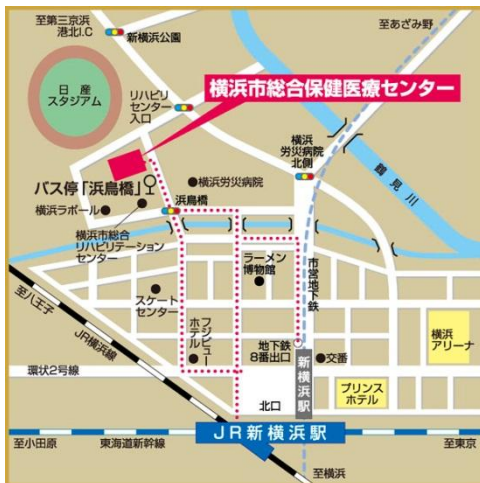 至第三京浜
港北I.C
新横浜公園
至あざみ野
日産
スタジアム
リハビリ
センター
入口
横浜市総合保健医療センター
横浜
労災病院
北側
鶴見川
バス停「浜鳥橋」
横浜労災病院
横浜ラポール
浜鳥橋
横浜市総合
リハビリテーション
センター
ラーメン
博物館
市営地下鉄
至八王子
JR横浜線
スケート
センター
フジビュー
ホテル
地下鉄
8番出口
新横浜駅
交番
横浜
アリーナ
環状2号線
プリンス
ホテル
北口
JR新横浜駅
至小田原
東海道新幹線
至東京
至横浜